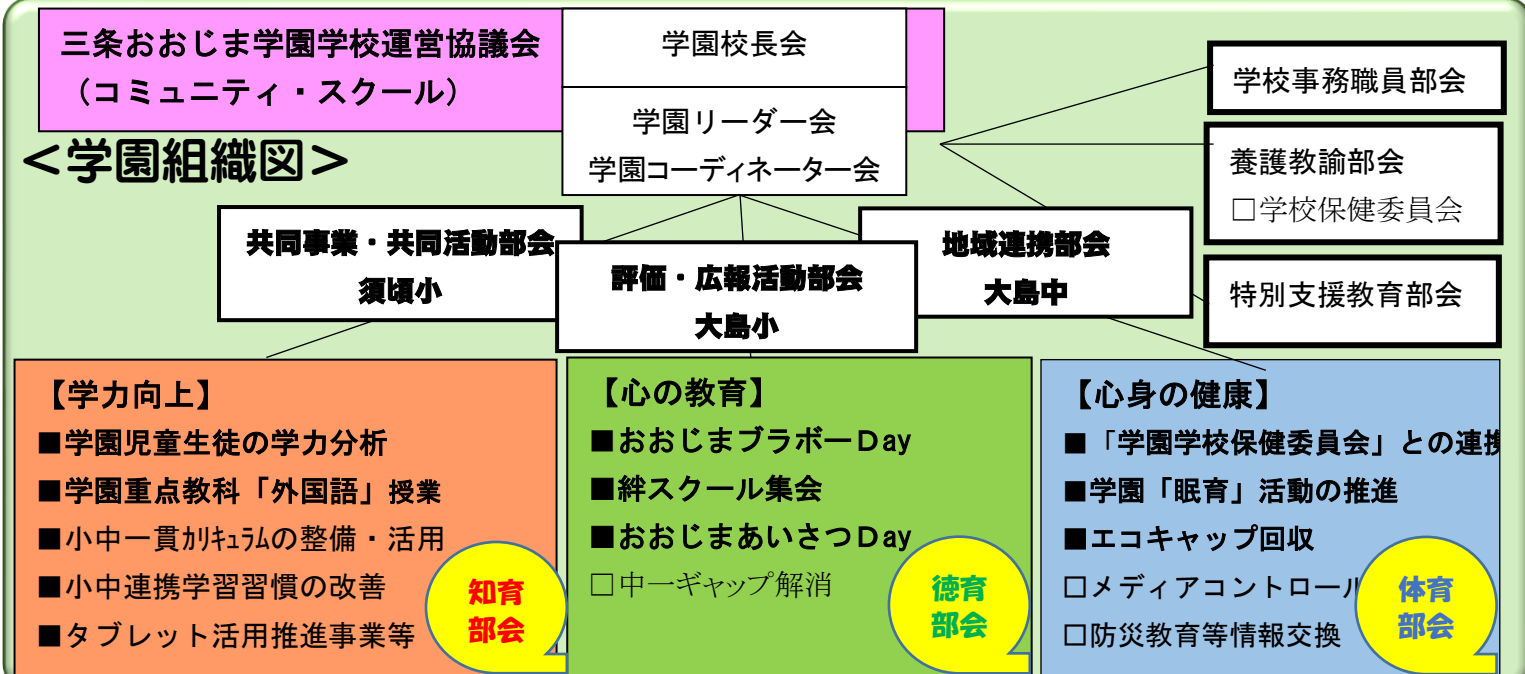 三条おおじま学園学校運営協議会
（コミュニティ・スクール）
学園校長会
学園リーダー会
学園コーディネーター会
学校事務職員部会
養護教諭部会
□学校保健委員会
特別支援教育部会
＜学園組織図＞
共同事業・共同活動部会
須頃小
評価・広報活動部会
大島小
地域連携部会
大島中
【学力向上】
■学園児童生徒の学力分析
■学園重点教科「外国語」授業
■小中一貫ｶﾘｷｭﾗﾑの整備・活用
■小中連携学習習慣の改善
■タブレット活用推進事業等
知育
部会
【心の教育】
■おおじまブラボーＤay
■絆スクール集会
■おおじまあいさつＤay
□中一ギャップ解消
徳育
部会
【心身の健康】
■「学園学校保健委員会」との連携
■学園「眠育」活動の推進
■エコキャップ回収
□メディアコントロール
□防災教育等情報交換
体育
部会